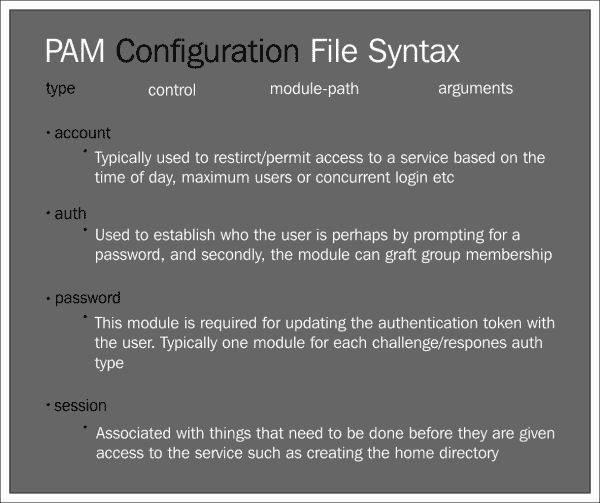 PAM Configuration File Syntax
type control module-path arguments
• account
• Typically used to restirct/permit access to a service based on the
time of day, maximum users or concurrent login etc
• auth
• Used to establish who the user is perhaps by prompting for a
password, and secondly, the module can graft group membership
• password
• This module is required for updating the authentication token with
the user. Typically one module for each challenge/respones auth
type
• session
• Associated with things that need to be done before they are given
access to the service such as creating the home directory